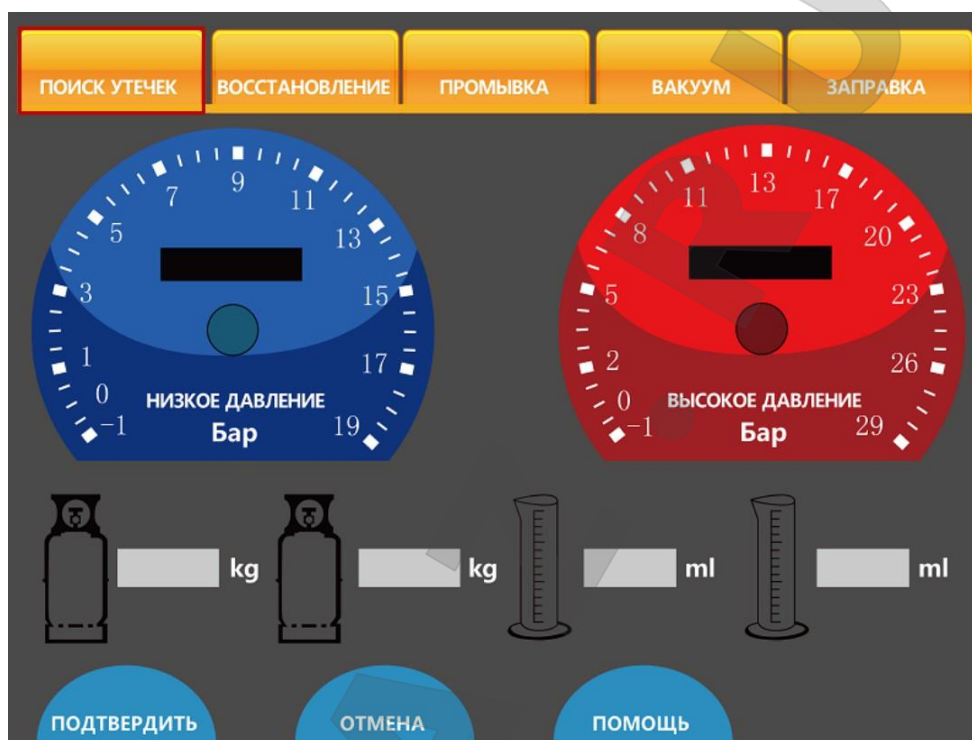 ПОИСК УТЕЧЕК
ВОССТАНОВЛЕНИЕ
ПРОМЫВКА
ВАКУУМ
ЗАПРАВКА
-1
0
1
3
5
7
9
11
13
15
17
19
НИЗКОЕ ДАВЛЕНИЕ
Бар
-1
0
2
5
8
11
13
17
20
23
26
29
ВЫСОКОЕ ДАВЛЕНИЕ
Бар
kg
kg
ml
ml
ПОДТВЕРДИТЬ
ОТМЕНА
ПОМОЩЬ